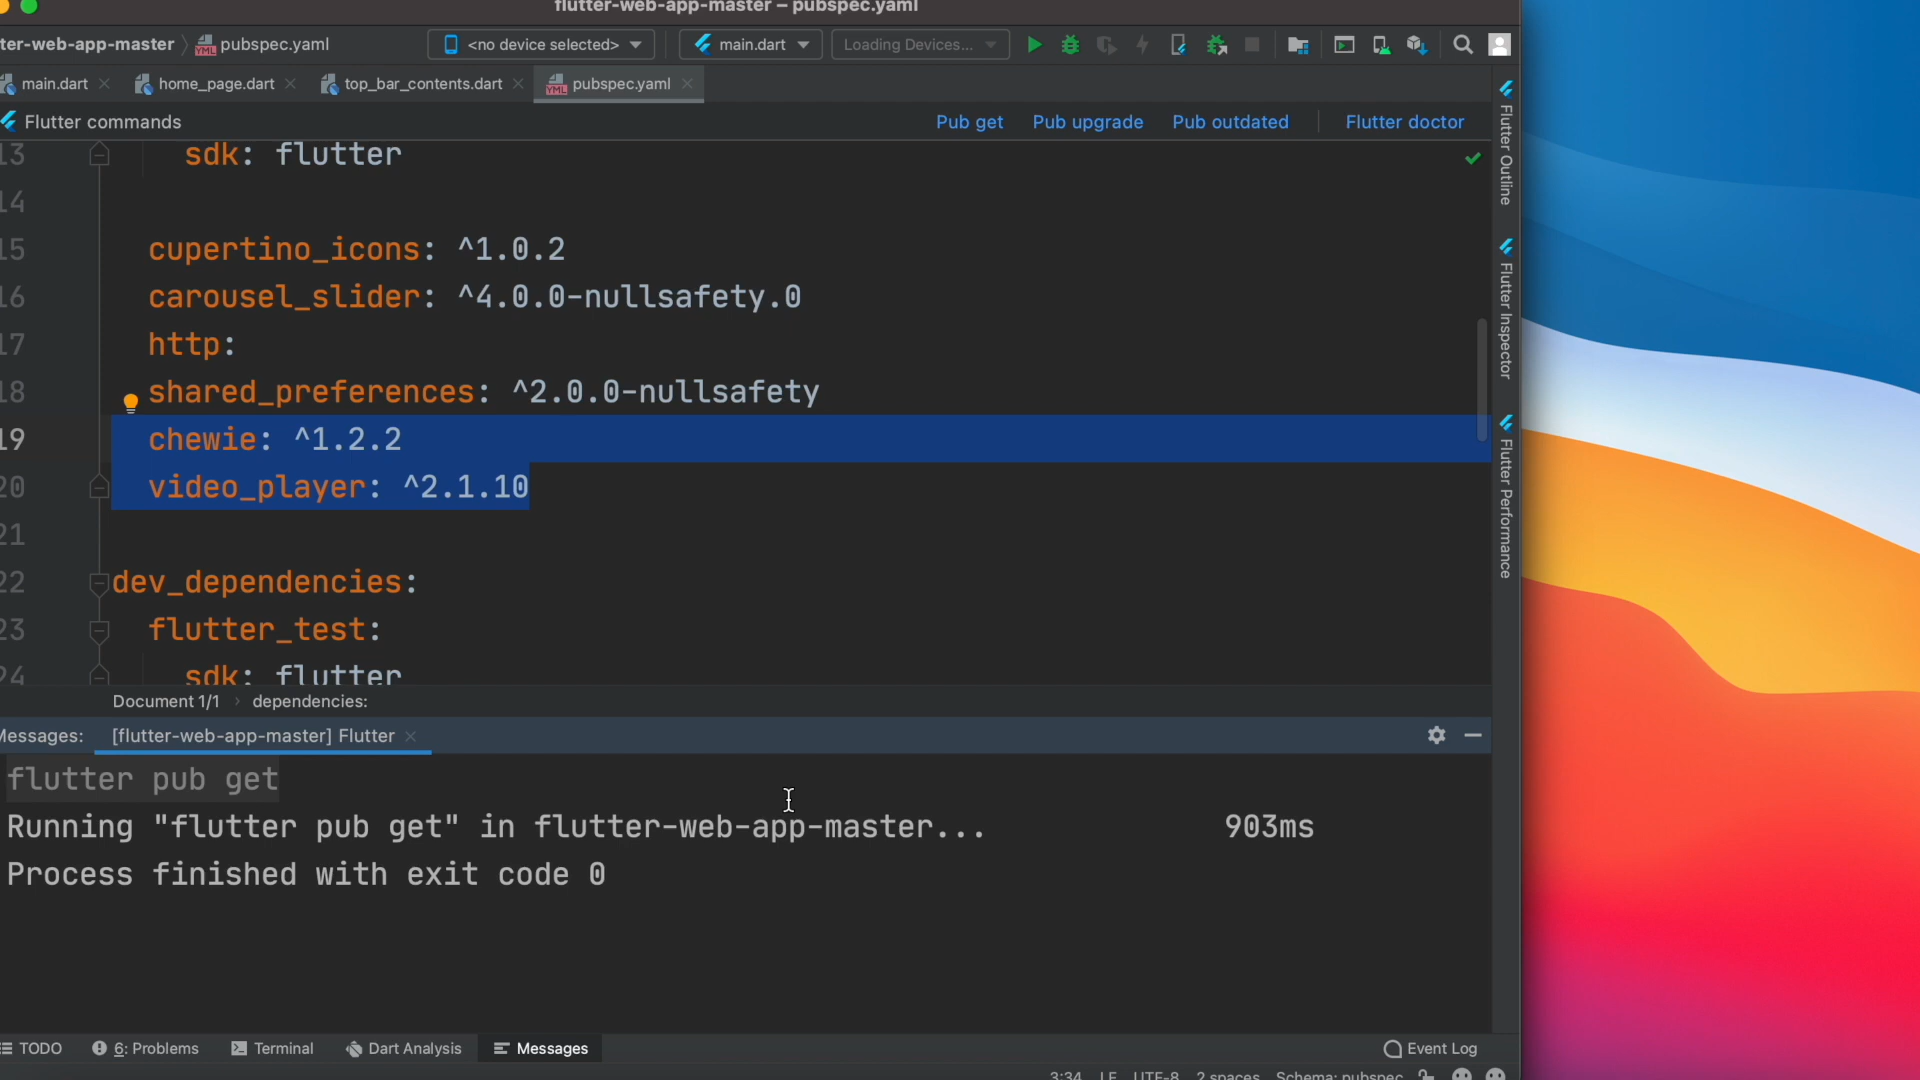 flutter-web-app-master – pubspec.yaml
ter-web-app-master pubspec.yaml <no device selected> main.dart Loading Devices...
main.dart home_page.dart top_bar_contents.dart pubspec.yaml
Flutter commands Pub get Pub upgrade Pub outdated Flutter doctor
13 sdk: flutter
14
15 cupertino_icons: ^1.0.2
16 carousel_slider: ^4.0.0-nullsafety.0
17 http:
18 shared_preferences: ^2.0.0-nullsafety
19 chewie: ^1.2.2
20 video_player: ^2.1.10
21
22 dev_dependencies:
23 flutter_test:
24 sdk: flutter
Document 1/1 › dependencies:
Messages: [flutter-web-app-master] Flutter
flutter pub get
Running "flutter pub get" in flutter-web-app-master... 903ms
Process finished with exit code 0
TODO 6: Problems Terminal Dart Analysis Messages Event Log
3:34 LF UTF-8 2 spaces Schema: pubspec
Flutter Outline
Flutter Inspector
Flutter Performance